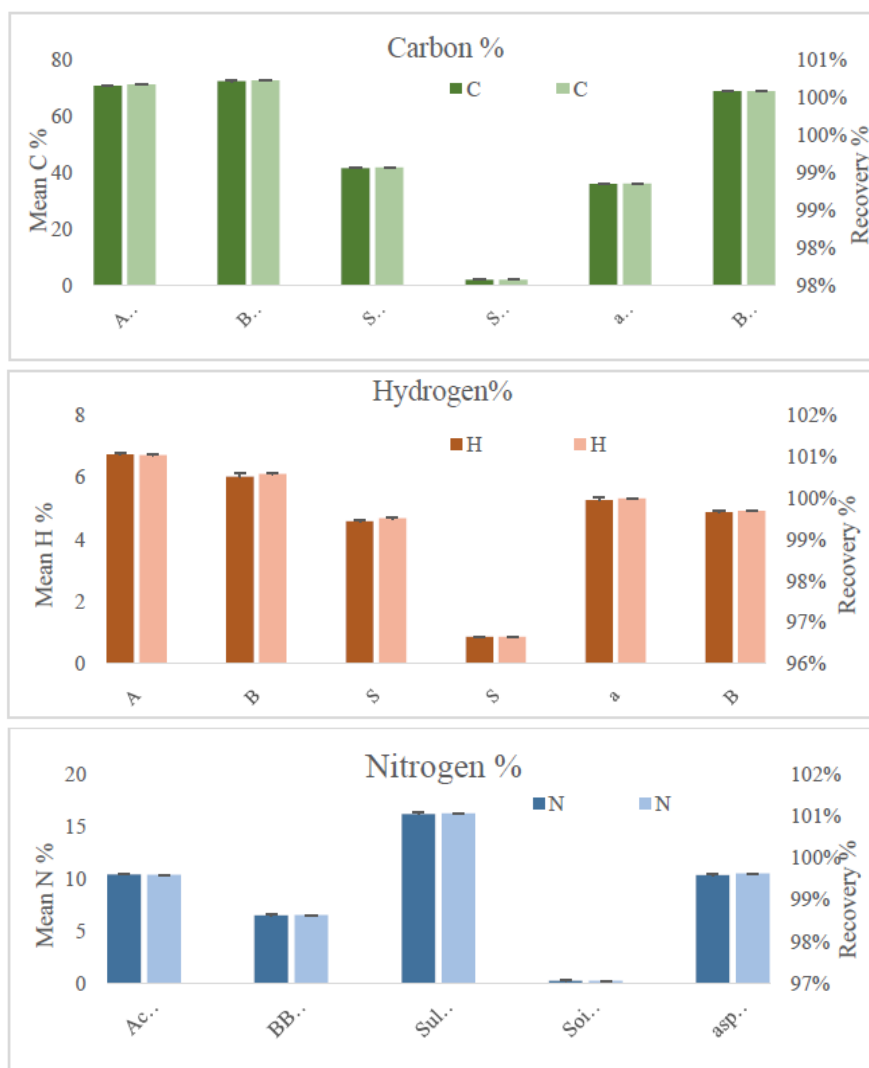 Carbon %
C C
Mean C %
80
60
40
20
0
101%
100%
100%
99%
99%
98%
98%
Recovery %
A.. B.. S.. S.. a.. B..
Hydrogen%
H H
Mean H %
8
6
4
2
0
102%
101%
100%
99%
98%
97%
96%
Recovery %
A B S S a B
Nitrogen %
N N
Mean N %
20
15
10
5
0
102%
101%
100%
99%
98%
97%
Recovery %
Ac.. BB.. Sul.. Soi.. asp..